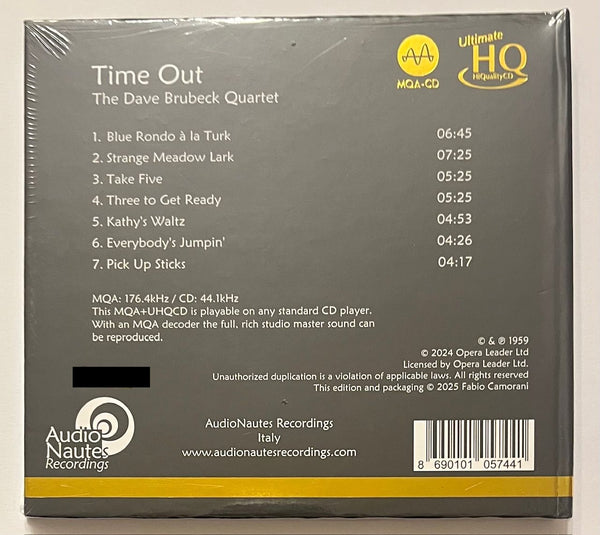 Ultimate
HQ
HiQualityCD
MQA-CD
Time Out
The Dave Brubeck Quartet
1. Blue Rondo à la Turk 06:45
2. Strange Meadow Lark 07:25
3. Take Five 05:25
4. Three to Get Ready 05:25
5. Kathy's Waltz 04:53
6. Everybody's Jumpin' 04:26
7. Pick Up Sticks 04:17
MQA: 176.4kHz / CD: 44.1kHz
This MQA+UHQCD is playable on any standard CD player.
With an MQA decoder the full, rich studio master sound can
be reproduced.
© & ℗ 1959
© 2024 Opera Leader Ltd
Licensed by Opera Leader Ltd.
Unauthorized duplication is a violation of applicable laws. All rights reserved
This edition and packaging © 2025 Fabio Camorani
Audio
Nautes
Recordings
AudioNautes Recordings
Italy
www.audionautesrecordings.com
8 690101 057441